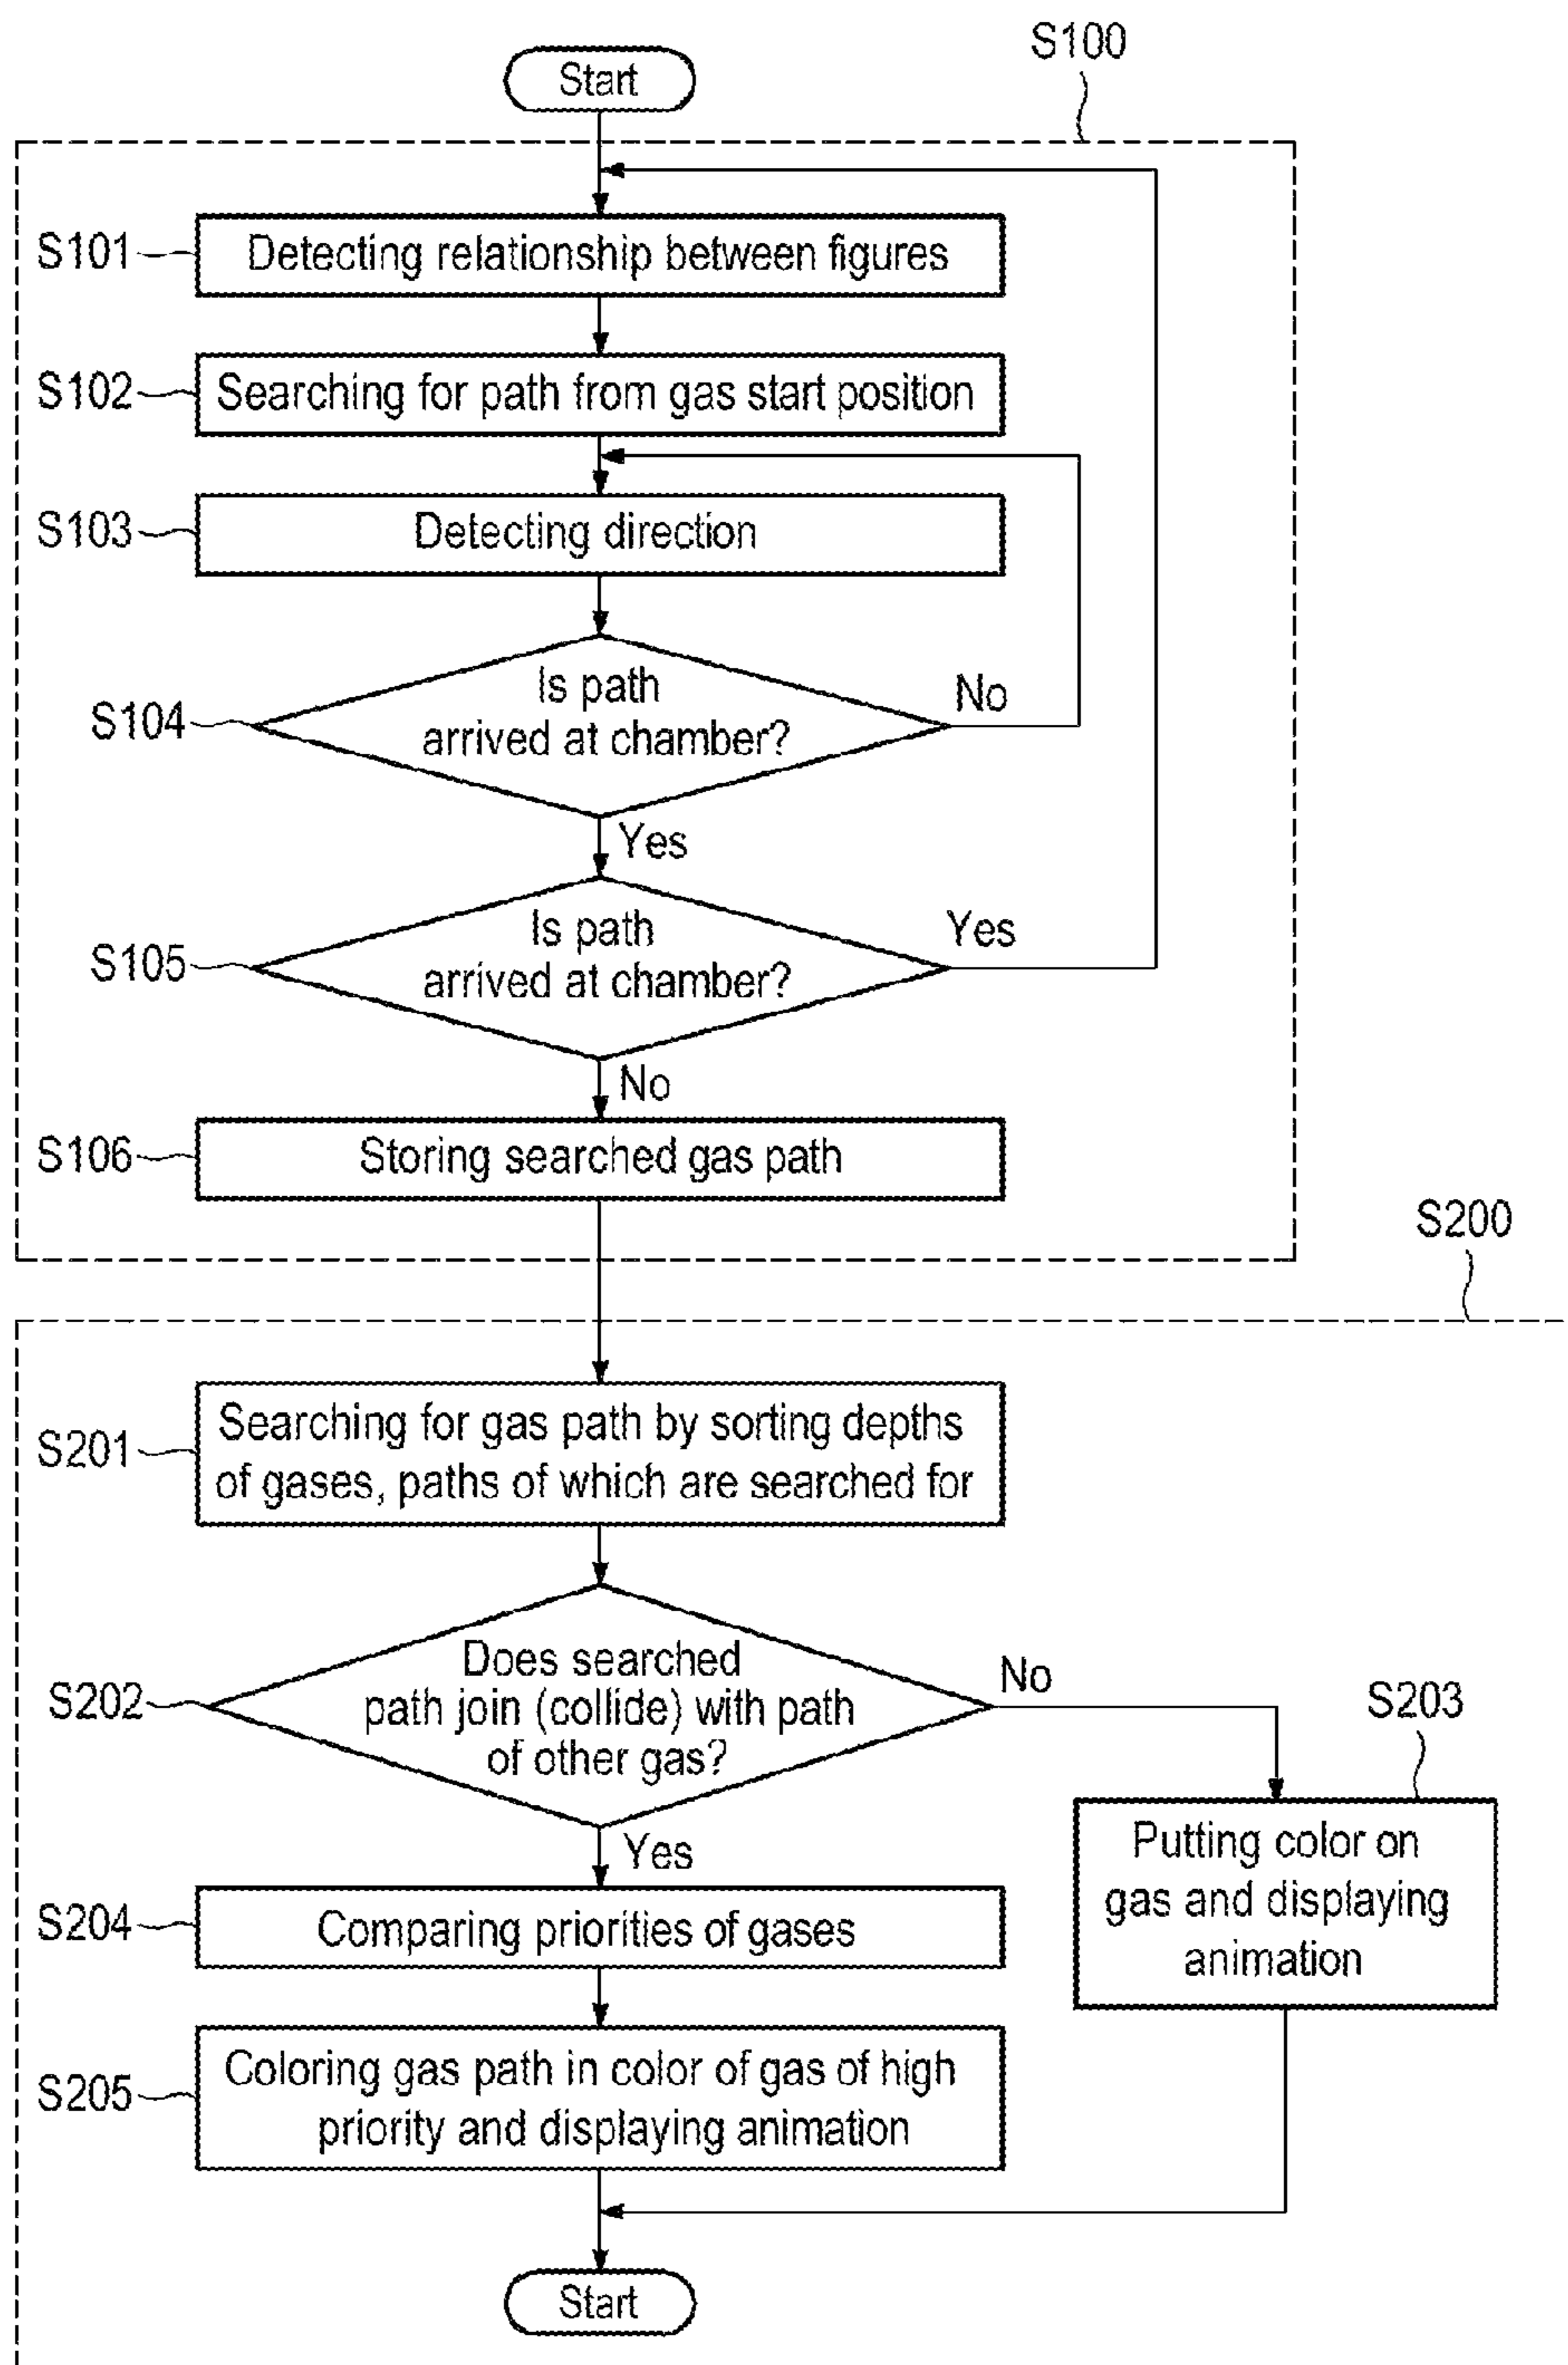 S100
Start
S101
Detecting relationship between figures
S102
Searching for path from gas start position
S103
Detecting direction
S104
Is path
arrived at chamber?
No
Yes
S105
Is path
arrived at chamber?
Yes
No
S106
Storing searched gas path
S200
S201
Searching for gas path by sorting depths
of gases, paths of which are searched for
S202
Does searched
path join (collide) with path
of other gas?
No
S203
Putting color on
gas and displaying
animation
Yes
S204
Comparing priorities of gases
S205
Coloring gas path in color of gas of high
priority and displaying animation
Start